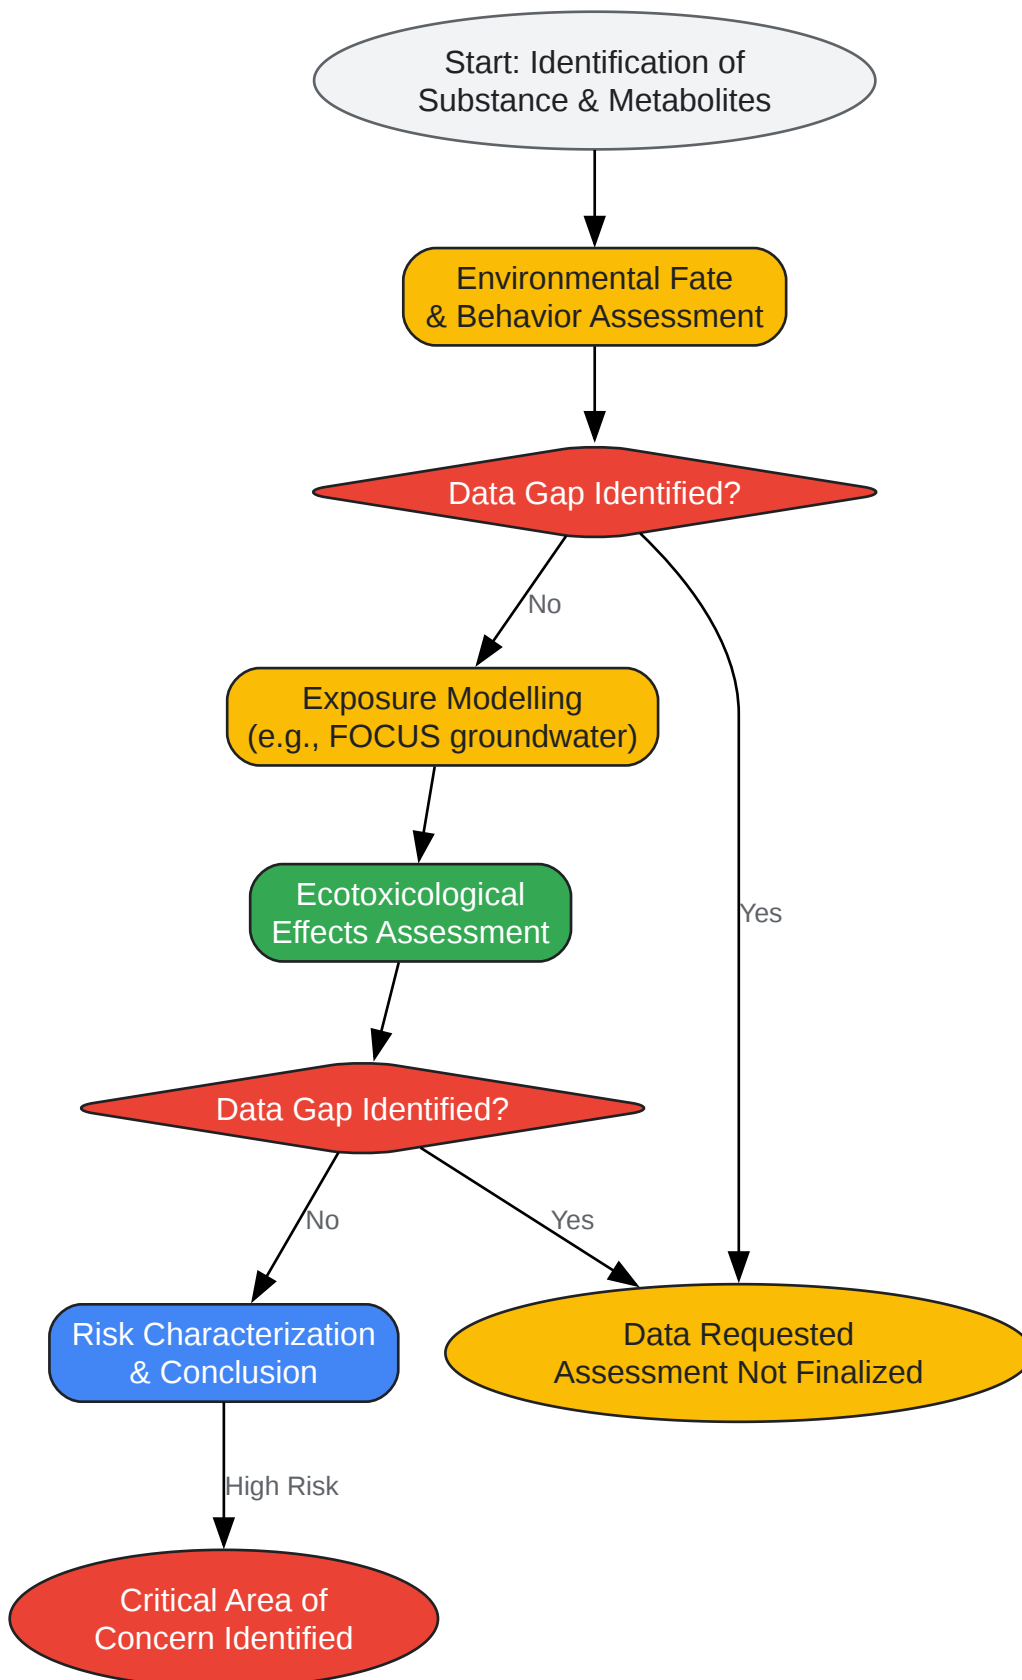 Start: Identification of
Substance & Metabolites
Environmental Fate
& Behavior Assessment
Data Gap Identified?
No
Exposure Modelling
(e.g., FOCUS groundwater)
Ecotoxicological
Effects Assessment
Yes
Data Gap Identified?
No
Yes
Risk Characterization
& Conclusion
Data Requested
Assessment Not Finalized
High Risk
Critical Area of
Concern Identified